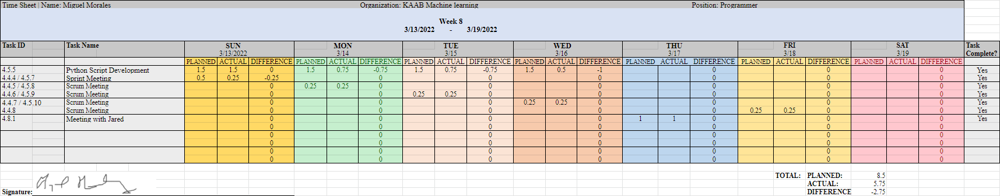 Time Sheet | Name: Miguel Morales Organization: KAAB Machine learning Position: Programmer
Week 8
3/13/2022 - 3/19/2022
Task ID Task Name SUN MON TUE WED THU FRI SAT Task
3/13/2022 3/14 3/15 3/16 3/17 3/18 3/19 Complete?
PLANNED ACTUAL DIFFERENCE PLANNED ACTUAL DIFFERENCE PLANNED ACTUAL DIFFERENCE PLANNED ACTUAL DIFFERENCE PLANNED ACTUAL DIFFERENCE PLANNED ACTUAL DIFFERENCE PLANNED ACTUAL DIFFERENCE
4.5.5 Python Script Development 1.5 1.5 0 1.5 0.75 -0.75 1.5 0.75 -0.75 1.5 0.5 -1 0 0 0 Yes
4.4.4 / 4.5.7 Sprint Meeting 0.5 0.25 -0.25 0 0 0 0 0 0 Yes
4.4.5 / 4.5.8 Scrum Meeting 0 0.25 0.25 0 0 0 0 0 0 Yes
4.4.6 / 4.5.9 Scrum Meeting 0 0 0.25 0.25 0 0 0 0 0 Yes
4.4.7 / 4.5.10 Scrum Meeting 0 0 0 0.25 0.25 0 0 0 0 Yes
4.4.8 Scrum Meeting 0 0 0 0 0 0.25 0.25 0 0 Yes
4.8.1 Meeting with Jared 0 0 0 0 1 1 0 0 0 Yes
0 0 0 0 0 0 0
0 0 0 0 0 0 0
0 0 0 0 0 0 0
0 0 0 0 0 0 0
0 0 0 0 0 0 0
TOTAL: PLANNED: 8.5
ACTUAL: 5.75
Signature: DIFFERENCE -2.75